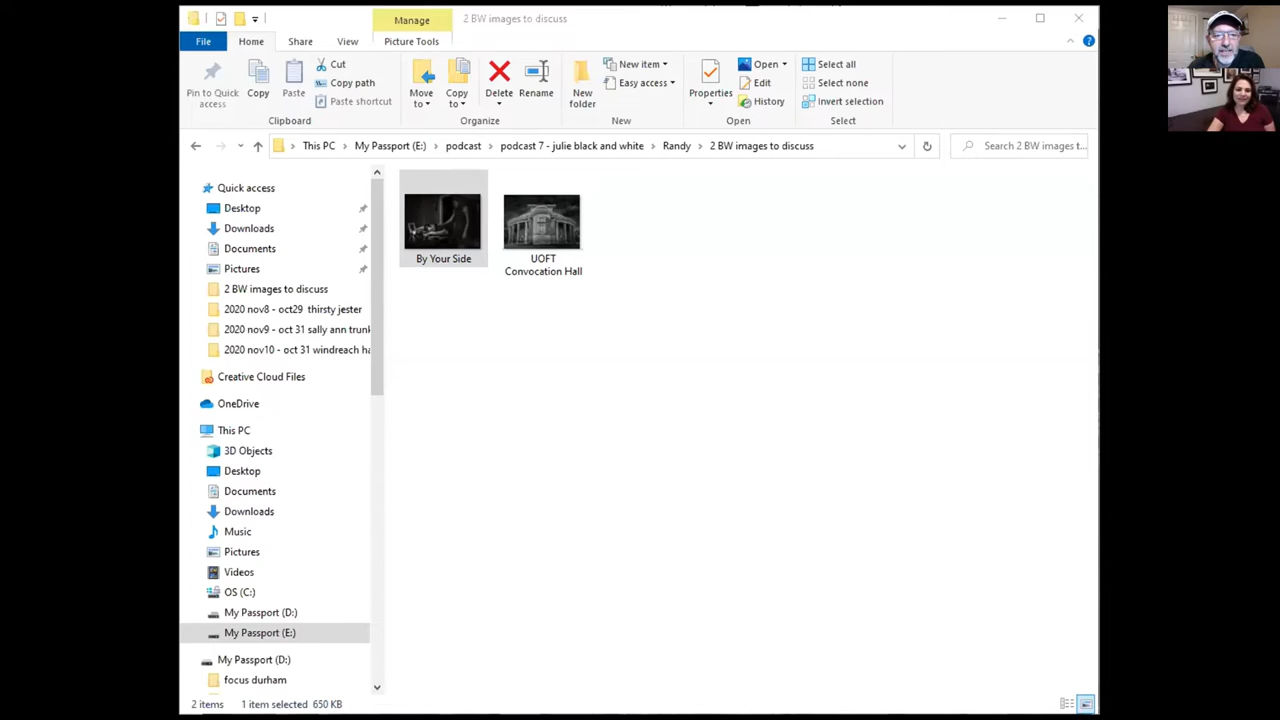 Manage
2 BW images to discuss
File
Home
Share
View
Picture Tools
Pin to Quick access
Copy
Paste
Cut
Copy path
Paste shortcut
Clipboard
Move to
Copy to
Delete
Rename
Organize
New folder
New item
Easy access
New
Properties
Open
Edit
History
Open
Select all
Select none
Invert selection
Select
This PC > My Passport (E:) > podcast > podcast 7 - julie black and white > Randy > 2 BW images to discuss
Search 2 BW images t...
Quick access
Desktop
Downloads
Documents
Pictures
2 BW images to discuss
2020 nov8 - oct29 thirsty jester
2020 nov9 - oct 31 sally ann trunk
2020 nov10 - oct 31 windreach ha
Creative Cloud Files
OneDrive
This PC
3D Objects
Desktop
Documents
Downloads
Music
Pictures
Videos
OS (C:)
My Passport (D:)
My Passport (E:)
My Passport (D:)
focus durham
By Your Side
UOFT
Convocation Hall
2 items
1 item selected 650 KB